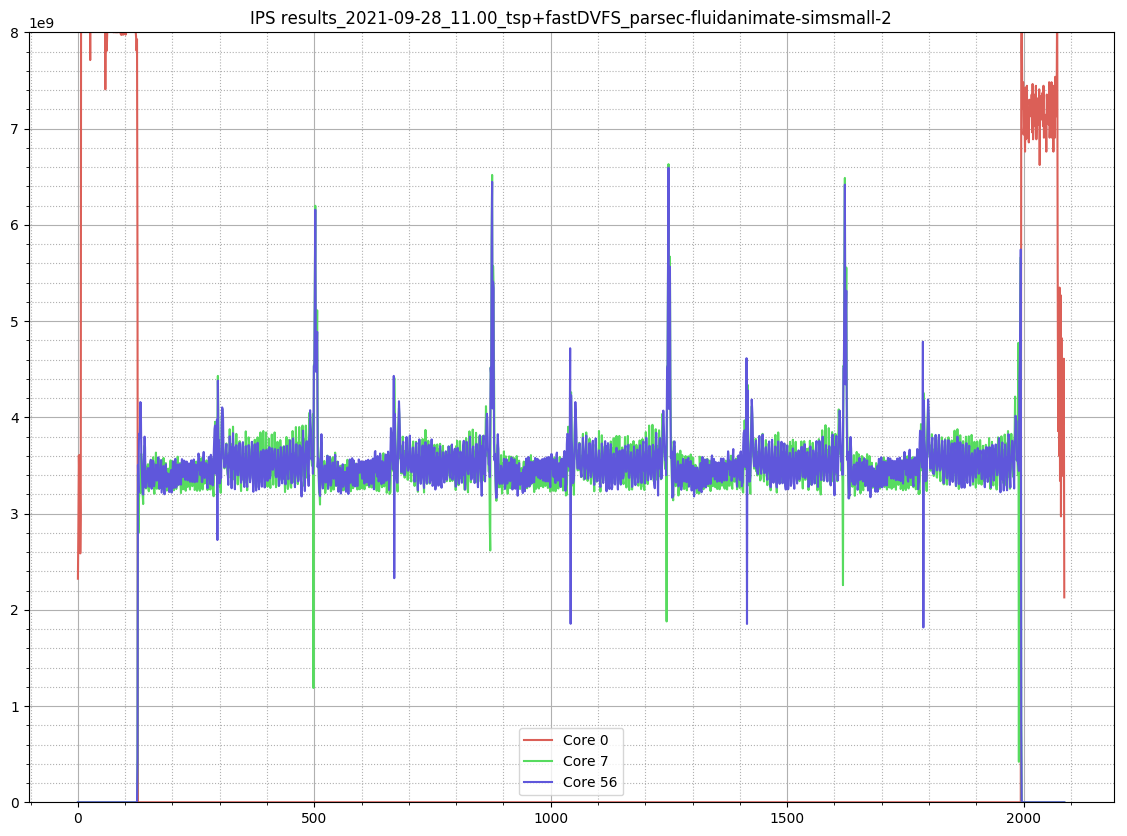 IPS results_2021-09-28_11.00_tsp+fastDVFS_parsec-fluidanimate-simsmall-2
1e9
8
7
6
5
4
3
2
1
0
Core 0
Core 7
Core 56
0 500 1000 1500 2000